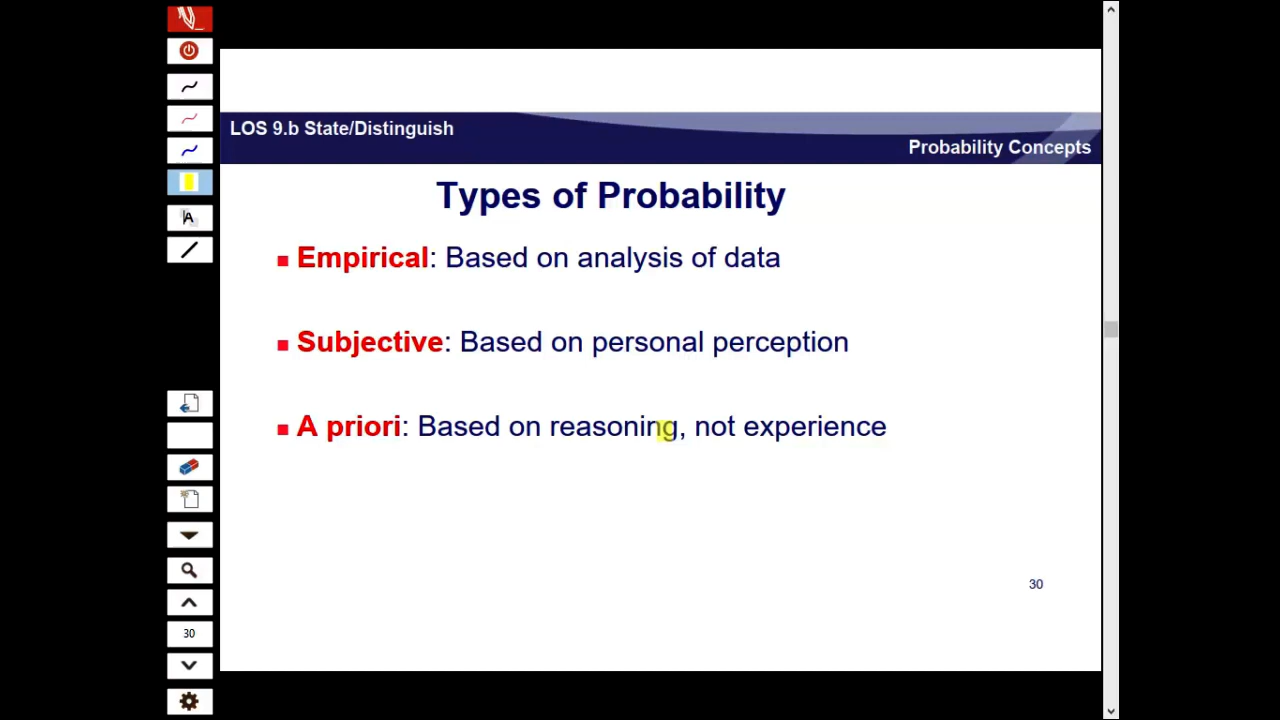 LOS 9.b State/Distinguish
Probability Concepts
Types of Probability
Empirical: Based on analysis of data
Subjective: Based on personal perception
A priori: Based on reasoning, not experience
30
A
30